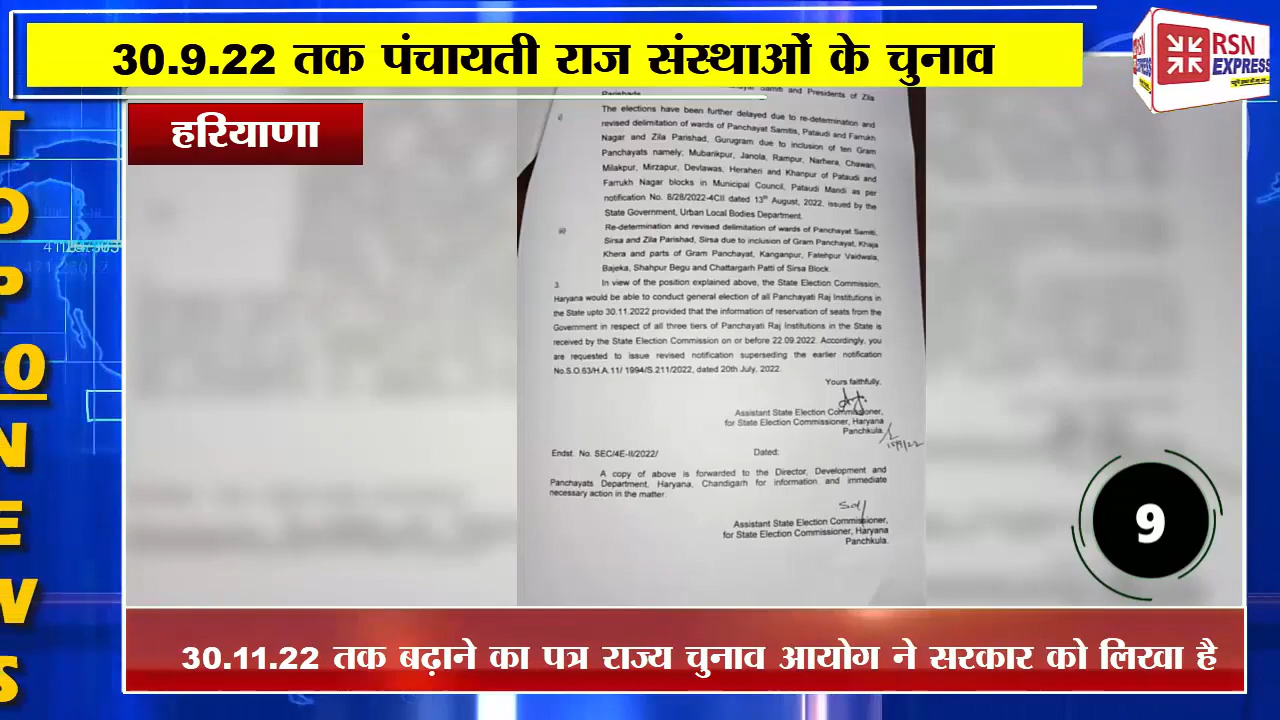 30.9.22 तक पंचायती राज संस्थाओं के चुनाव
RSN
EXPRESS
हरियाणा
TOP 10 NEWS
Samiti and Presidents of Zila
Parishads
i)
The elections have been further delayed due to re-determination and
revised delimitation of wards of Panchayat Samitis, Pataudi and Farrukh
Nagar and Zila Parishad, Gurugram due to inclusion of ten Gram
Panchayats namely; Mubarikpur, Janola, Rampur, Narhera, Chawan,
Milakpur, Mirzapur, Devlawas, Heraheri and Khanpur of Pataudi and
Farrukh Nagar blocks in Municipal Council, Pataudi Mandi as per
notification No. 8/28/2022-4CII dated 13th August, 2022, issued by the
State Government, Urban Local Bodies Department.
Re-determination and revised delimitation of wards of Panchayat Samiti,
Sirsa and Zila Parishad, Sirsa due to inclusion of Gram Panchayat, Khaja
Khera and parts of Gram Panchayat, Kanganpur, Fatehpur Vaidwala,
Bajeka, Shahpur Begu and Chattargarh Patti of Sirsa Block.
3. In view of the position explained above, the State Election Commission,
Haryana would be able to conduct general election of all Panchayati Raj Institutions in
the State upto 30.11.2022 provided that the information of reservation of seats from the
Government in respect of all three tiers of Panchayati Raj Institutions in the State is
received by the State Election Commission on or before 22.09.2022. Accordingly, you
are requested to issue revised notification superseding the earlier notification
No.S.O.63/H.A.11/ 1994/S.211/2022, dated 20th July, 2022.
Yours faithfully,
Assistant State Election Commissioner,
for State Election Commissioner, Haryana
Panchkula.
15/9/22
Endst. No. SEC/4E-II/2022/ Dated:
A copy of above is forwarded to the Director, Development and
Panchayats Department, Haryana, Chandigarh for information and immediate
necessary action in the matter.
Sd/
Assistant State Election Commissioner,
for State Election Commissioner, Haryana
Panchkula.
9
30.11.22 तक बढ़ाने का पत्र राज्य चुनाव आयोग ने सरकार को लिखा है